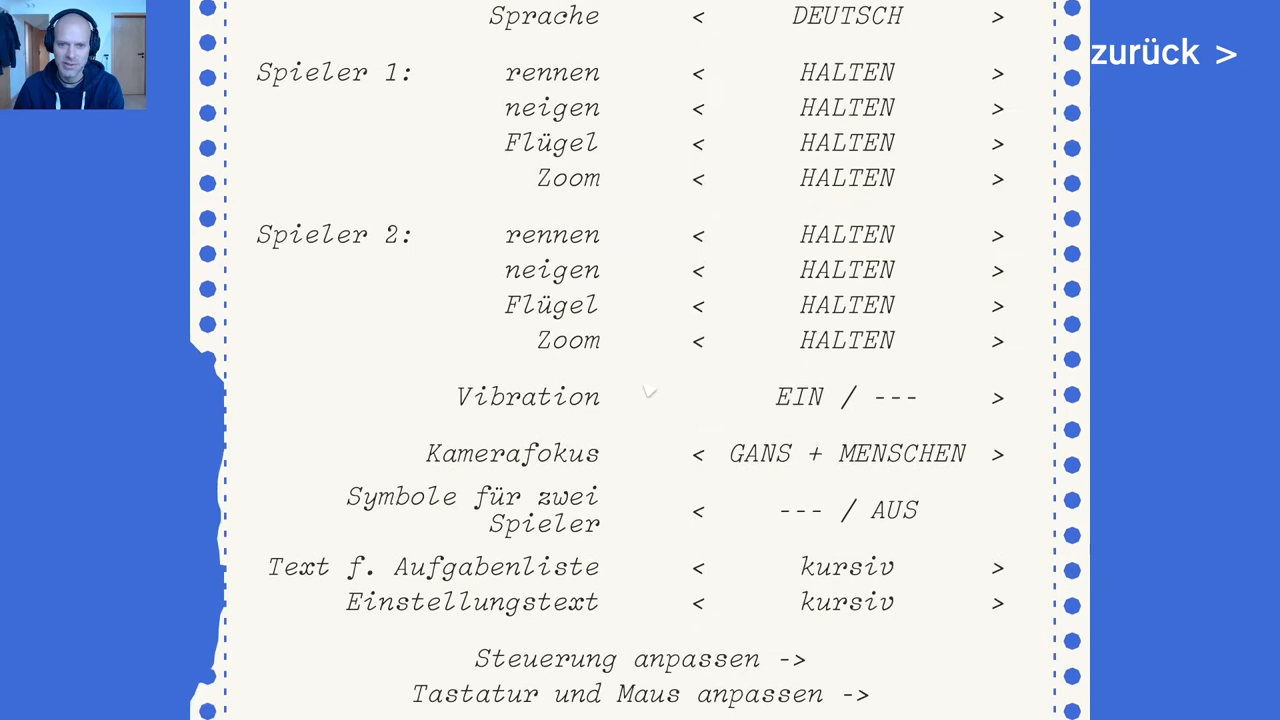 Sprache < DEUTSCH >
zurück >
Spieler 1: rennen < HALTEN >
neigen < HALTEN >
Flügel < HALTEN >
Zoom < HALTEN >
Spieler 2: rennen < HALTEN >
neigen < HALTEN >
Flügel < HALTEN >
Zoom < HALTEN >
Vibration EIN / --- >
Kamerafokus < GANS + MENSCHEN >
Symbole für zwei
Spieler < --- / AUS
Text f. Aufgabenliste < kursiv >
Einstellungstext < kursiv >
Steuerung anpassen ->
Tastatur und Maus anpassen ->